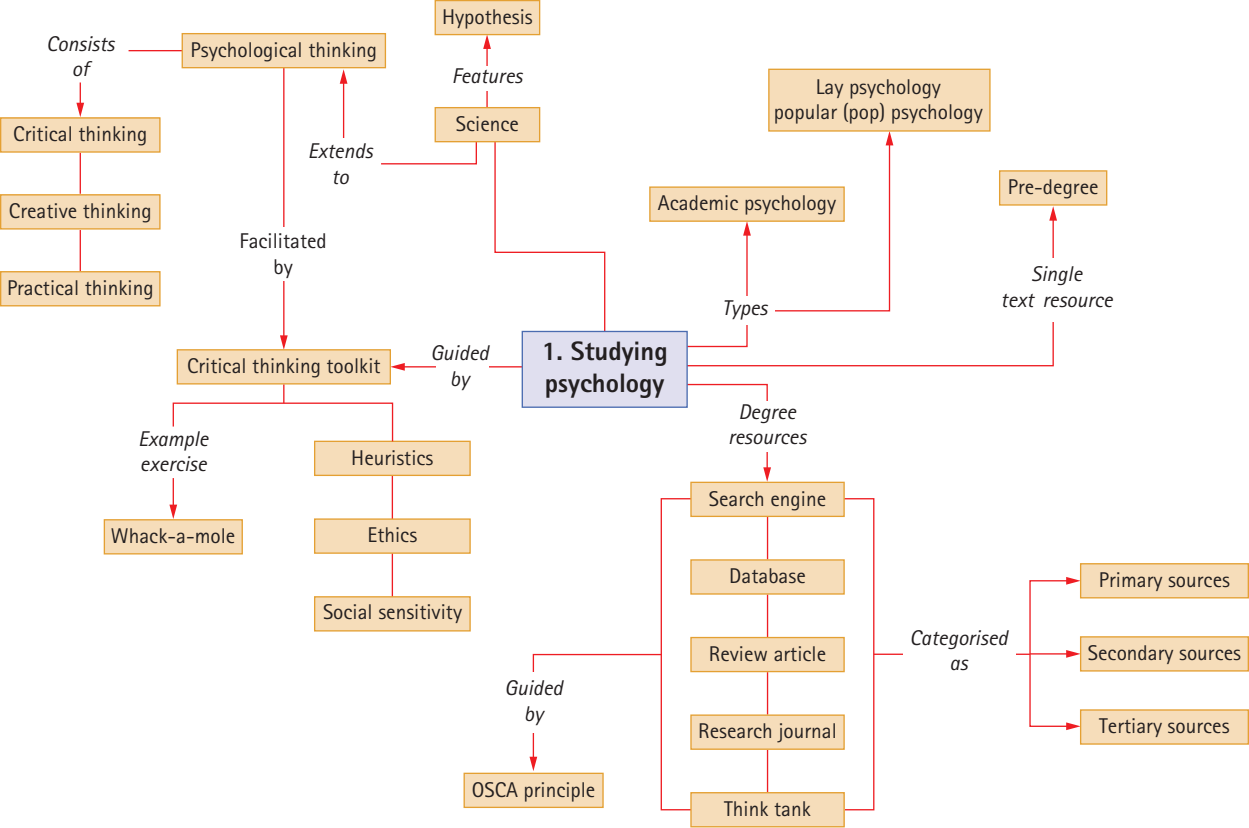 Hypothesis
Consists
of
Psychological thinking
Features
Lay psychology
popular (pop) psychology
Critical thinking
Science
Extends
to
Academic psychology
Pre-degree
Creative thinking
Facilitated
by
Practical thinking
Types
Single
text resource
Critical thinking toolkit
Guided
by
1. Studying
psychology
Degree
resources
Example
exercise
Heuristics
Search engine
Whack-a-mole
Ethics
Database
Primary sources
Social sensitivity
Review article
Categorised
as
Secondary sources
Guided
by
Research journal
Tertiary sources
OSCA principle
Think tank